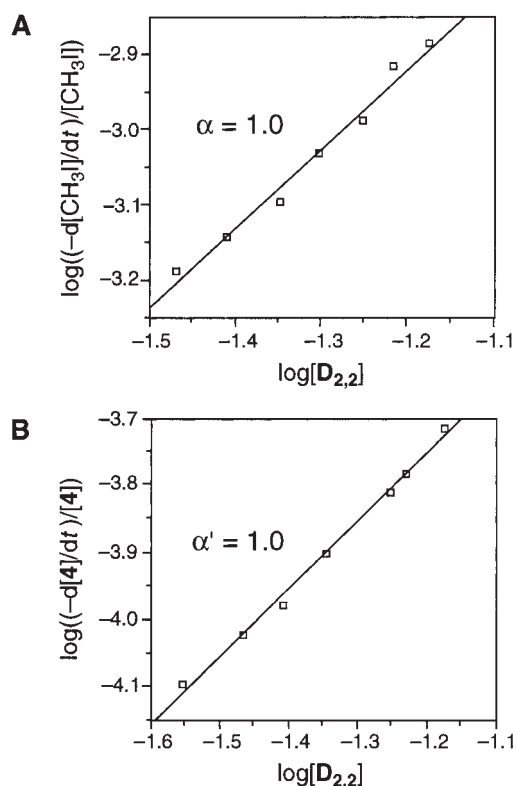 A
log((−d[CH3I]/dt )/[CH3I])
−2.9
−3.0
−3.1
−3.2
α = 1.0
−1.5 −1.4 −1.3 −1.2 −1.1
log[D2,2]
B
log((−d[4]/dt )/[4])
−3.7
−3.8
−3.9
−4.0
−4.1
α' = 1.0
−1.6 −1.5 −1.4 −1.3 −1.2 −1.1
log[D2,2]